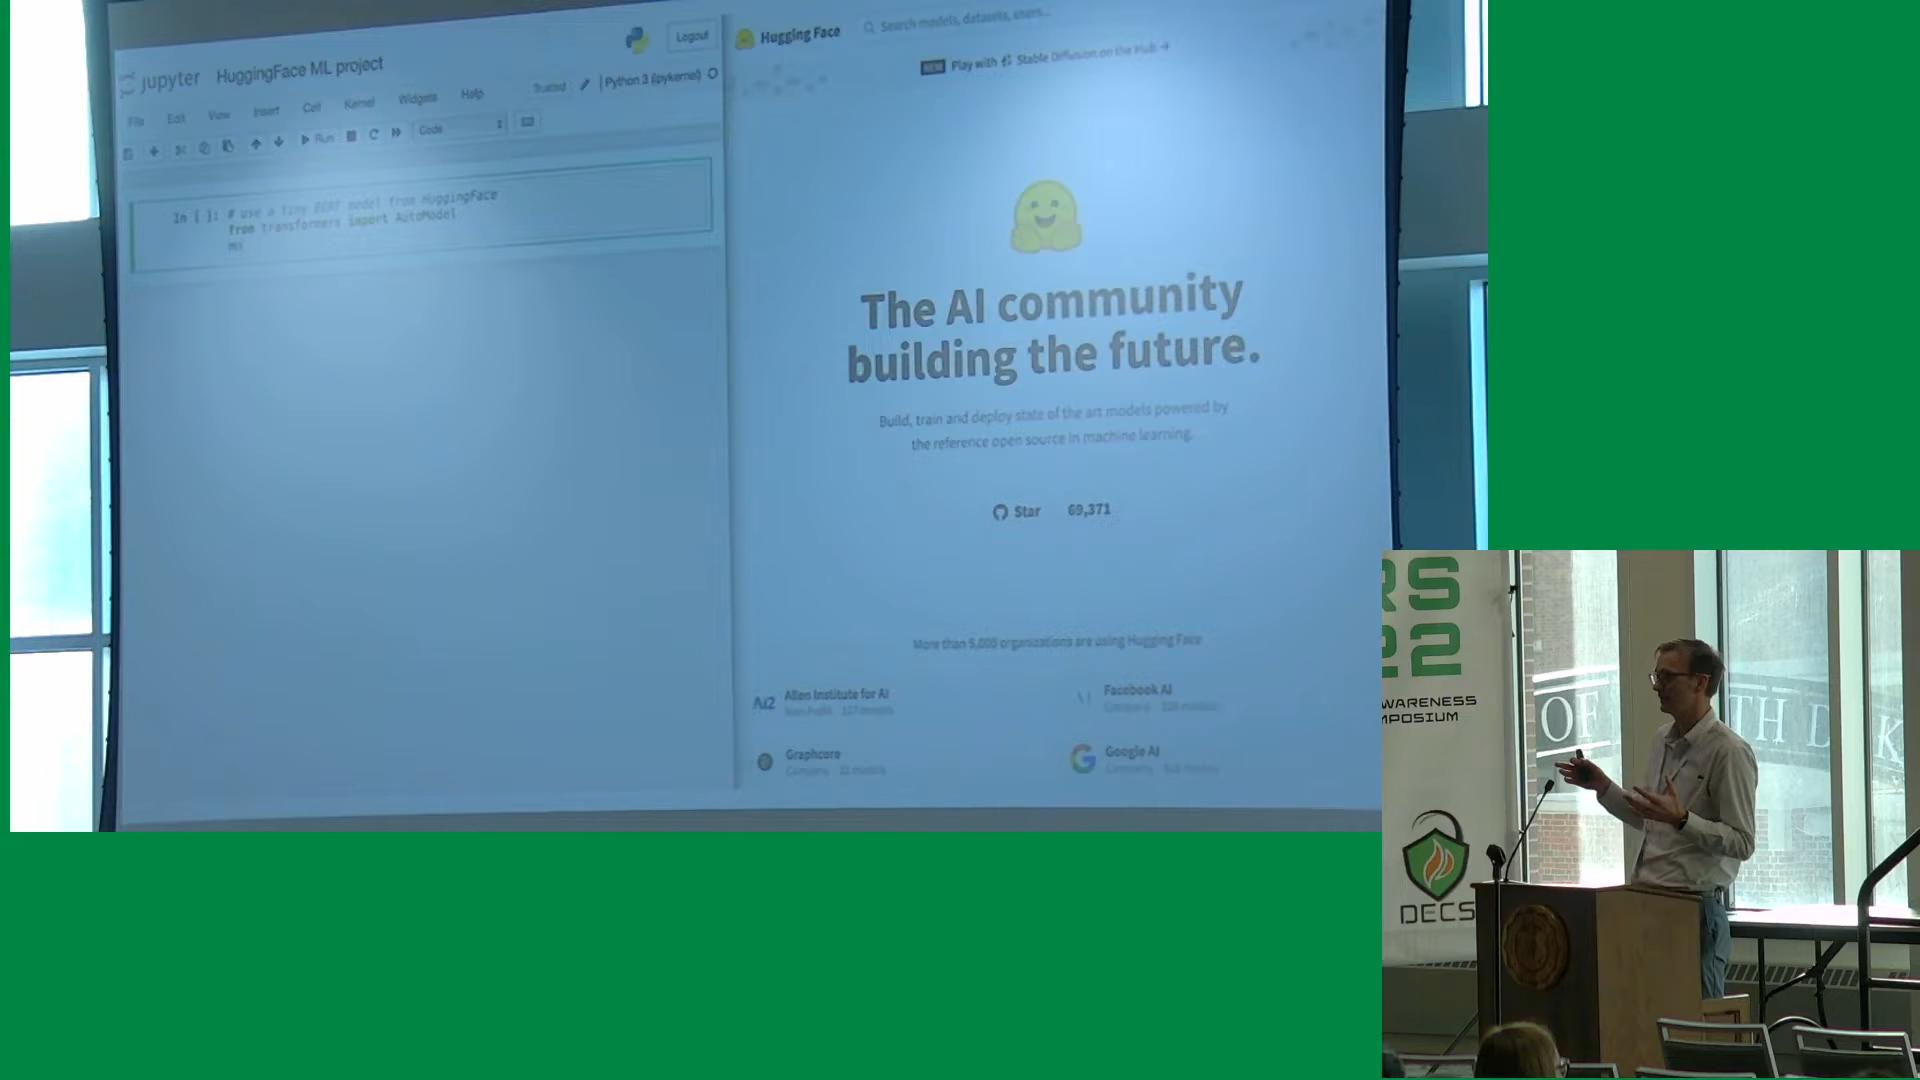 jupyter HuggingFace ML project
Logout
File Edit View Insert Cell Kernel Widgets Help
Trusted | Python 3 (ipykernel)
Run Code
In [ ]: # use a tiny BERT model from HuggingFace
from transformers import AutoModel
Hugging Face
Search models, datasets, users...
NEW Play with Stable Diffusion on the Hub →
The AI community
building the future.
Build, train and deploy state of the art models powered by
the reference open source in machine learning.
Star 69,371
More than 5,000 organizations are using Hugging Face
Ai2 Allen Institute for AI
Facebook AI
Graphcore
G Google AI
RS
22
AWARENESS
MPOSIUM
DECS
OF TH D K